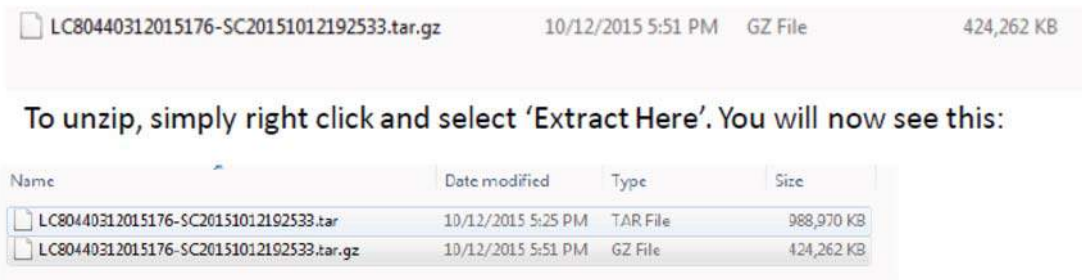 LC80440312015176-SC20151012192533.tar.gz 10/12/2015 5:51 PM GZ File 424,262 KB
To unzip, simply right click and select ‘Extract Here’. You will now see this:
Name Date modified Type Size
LC80440312015176-SC20151012192533.tar 10/12/2015 5:25 PM TAR File 988,970 KB
LC80440312015176-SC20151012192533.tar.gz 10/12/2015 5:51 PM GZ File 424,262 KB